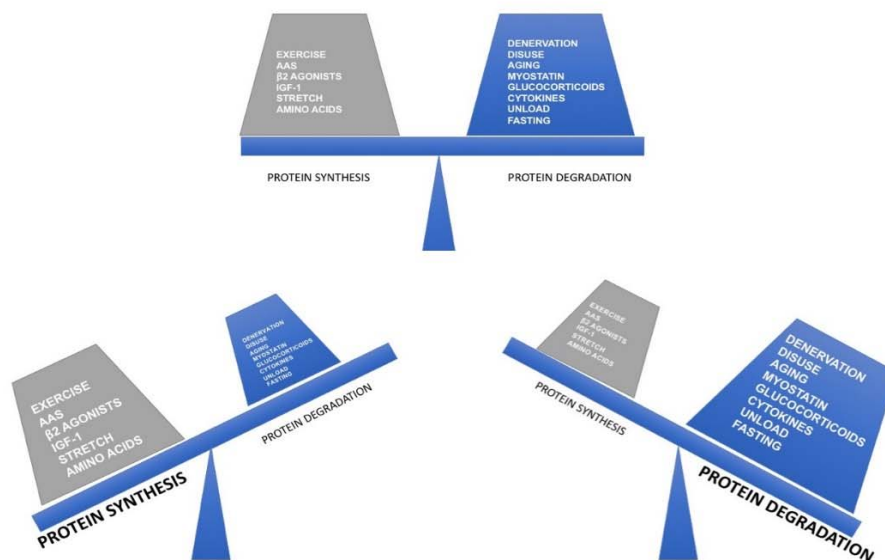 EXERCISE
AAS
β2 AGONISTS
IGF-1
STRETCH
AMINO ACIDS
DENERVATION
DISUSE
AGING
MYOSTATIN
GLUCOCORTICOIDS
CYTOKINES
UNLOAD
FASTING
PROTEIN SYNTHESIS
PROTEIN DEGRADATION
EXERCISE
AAS
β2 AGONISTS
IGF-1
STRETCH
AMINO ACIDS
DENERVATION
DISUSE
AGING
MYOSTATIN
GLUCOCORTICOIDS
CYTOKINES
UNLOAD
FASTING
PROTEIN SYNTHESIS
PROTEIN DEGRADATION
EXERCISE
AAS
β2 AGONISTS
IGF-1
STRETCH
AMINO ACIDS
DENERVATION
DISUSE
AGING
MYOSTATIN
GLUCOCORTICOIDS
CYTOKINES
UNLOAD
FASTING
PROTEIN SYNTHESIS
PROTEIN DEGRADATION